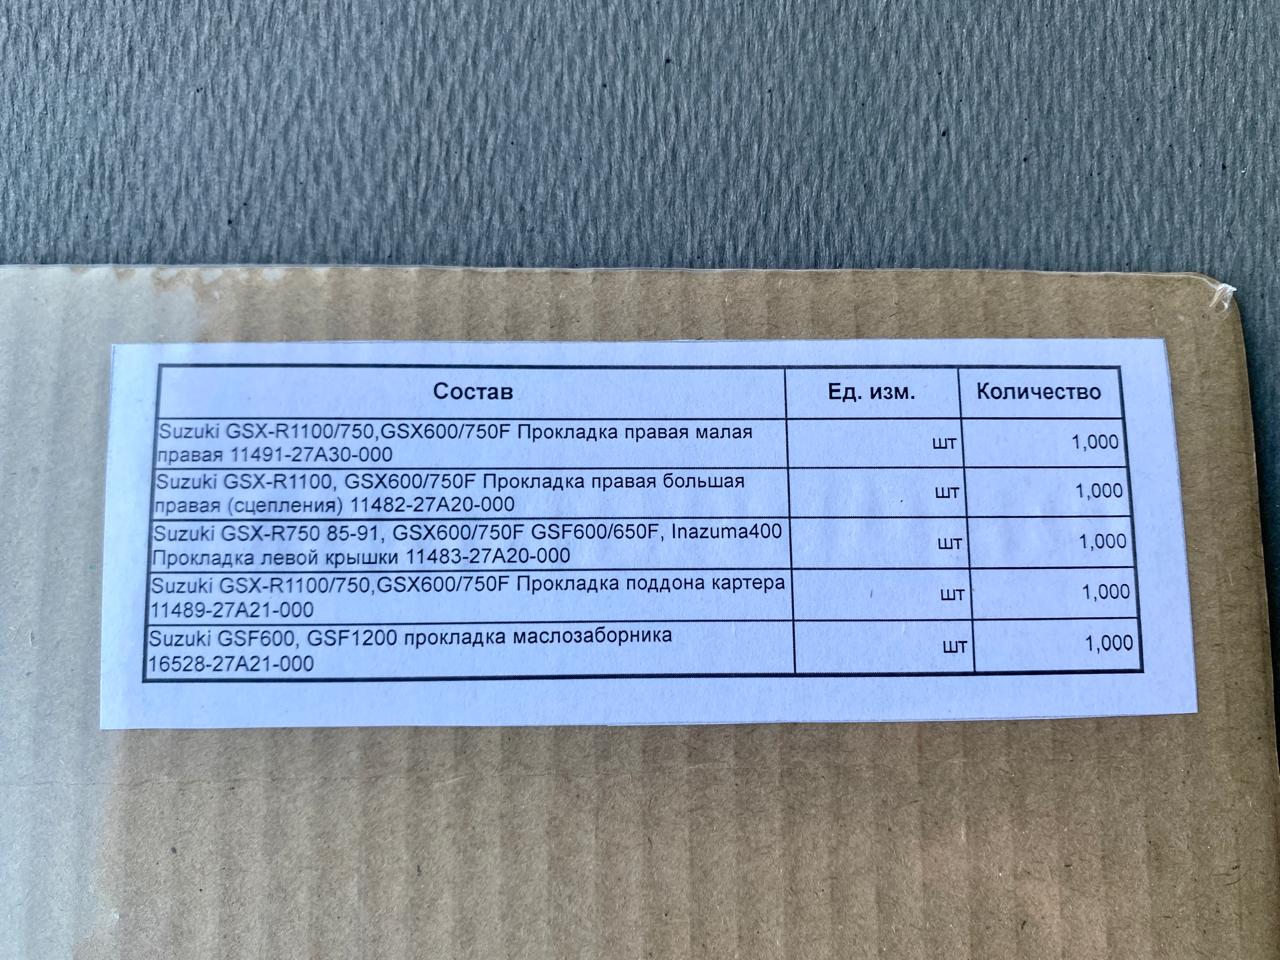 Состав Ед. изм. Количество
Suzuki GSX-R1100/750,GSX600/750F Прокладка правая малая
правая 11491-27A30-000 шт 1,000
Suzuki GSX-R1100, GSX600/750F Прокладка правая большая
правая (сцепления) 11482-27A20-000 шт 1,000
Suzuki GSX-R750 85-91, GSX600/750F GSF600/650F, Inazuma400
Прокладка левой крышки 11483-27A20-000 шт 1,000
Suzuki GSX-R1100/750,GSX600/750F Прокладка поддона картера
11489-27A21-000 шт 1,000
Suzuki GSF600, GSF1200 прокладка маслозаборника
16528-27A21-000 шт 1,000